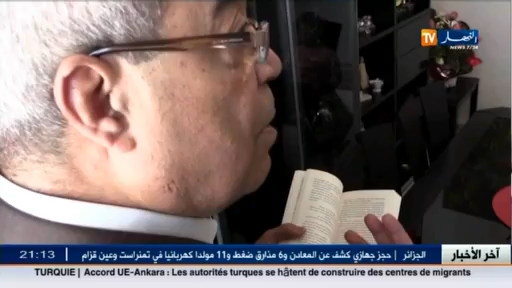 النهار TV
NEWS 7/24
الجزائر | حجز جهازي كشف عن المعادن و6 مذارق ضغط و11 مولدا كهربائيا في تمنراست وعين قزام
آخر الأخبار
21:13
TURQUIE | Accord UE-Ankara : Les autorités turques se hâtent de construire des centres de migrants